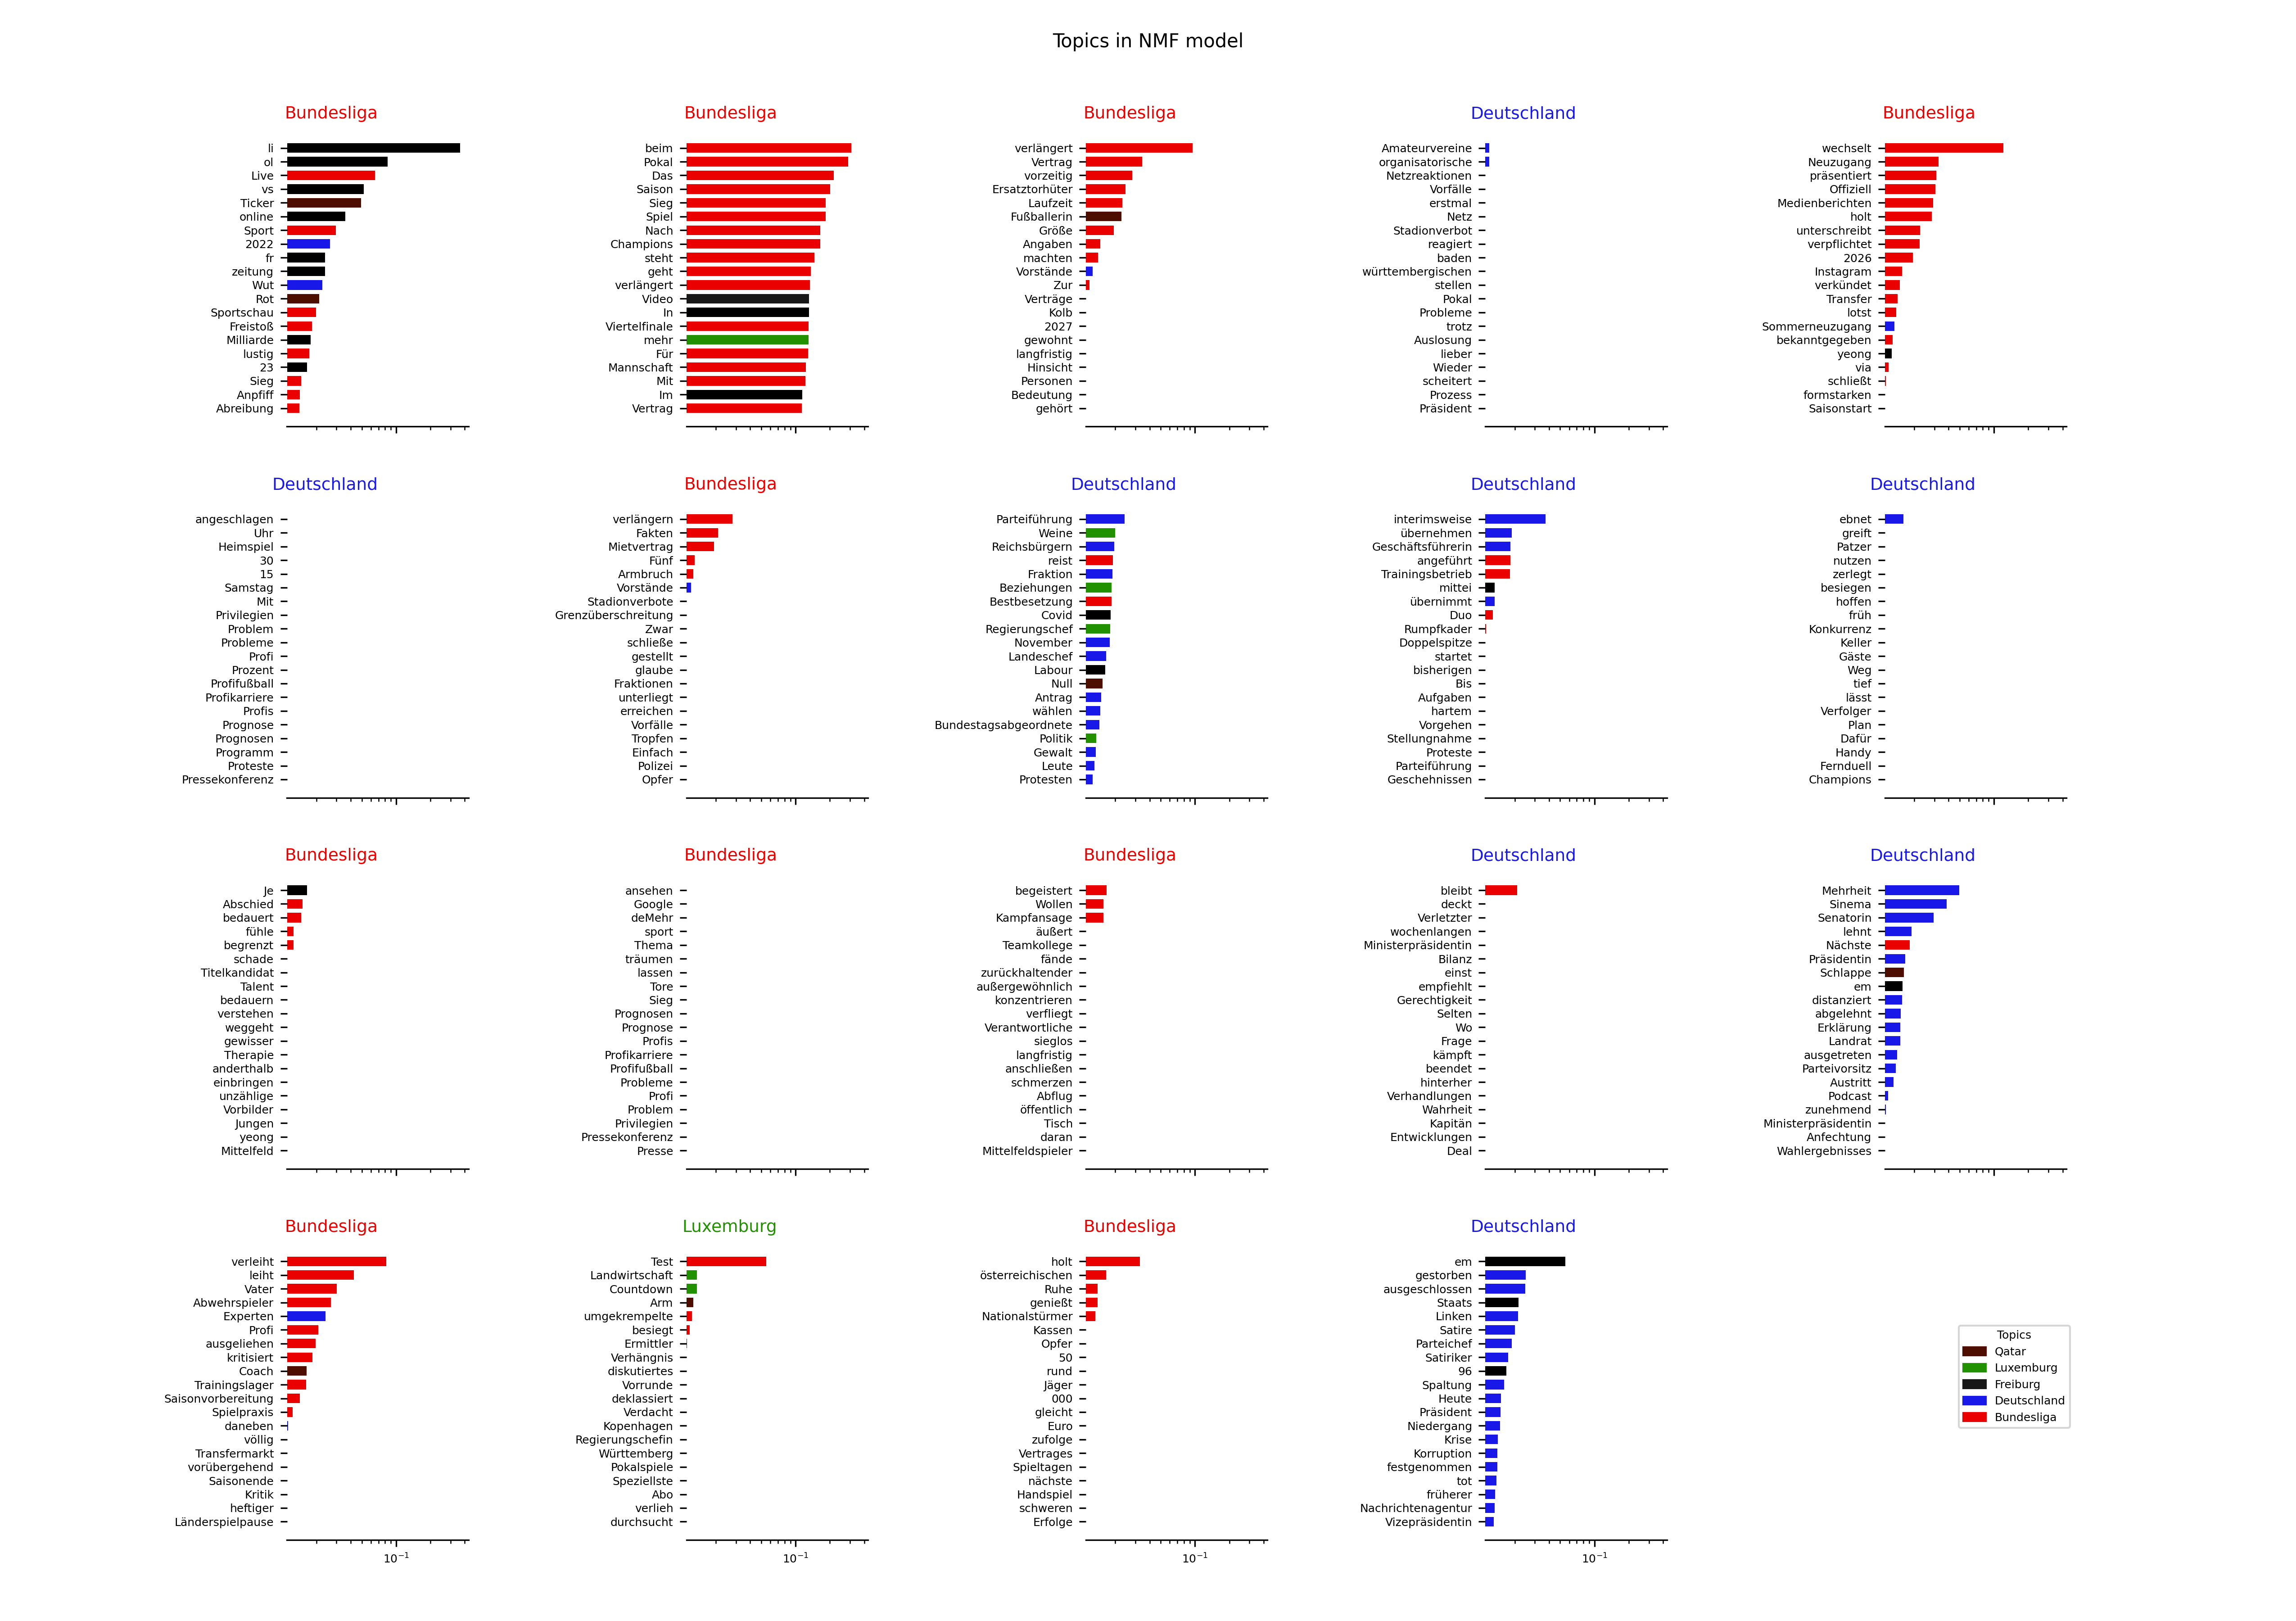 Topics in NMF model
Bundesliga
li
ol
Live
vs
Ticker
online
Sport
2022
fr
zeitung
Wut
Rot
Sportschau
Freistoß
Milliarde
lustig
23
Sieg
Anpfiff
Abreibung
Bundesliga
beim
Pokal
Das
Saison
Sieg
Spiel
Nach
Champions
steht
geht
verlängert
Video
In
Viertelfinale
mehr
Für
Mannschaft
Mit
Im
Vertrag
Bundesliga
verlängert
Vertrag
vorzeitig
Ersatztorhüter
Laufzeit
Fußballerin
Größe
Angaben
machten
Vorstände
Zur
Verträge
Kolb
2027
gewohnt
langfristig
Hinsicht
Personen
Bedeutung
gehört
Deutschland
Amateurvereine
organisatorische
Netzreaktionen
Vorfälle
erstmal
Netz
Stadionverbot
reagiert
baden
württembergischen
stellen
Pokal
Probleme
trotz
Auslosung
lieber
Wieder
scheitert
Prozess
Präsident
Bundesliga
wechselt
Neuzugang
präsentiert
Offiziell
Medienberichten
holt
unterschreibt
verpflichtet
2026
Instagram
verkündet
Transfer
lotst
Sommerneuzugang
bekanntgegeben
yeong
via
schließt
formstarken
Saisonstart
Deutschland
angeschlagen
Uhr
Heimspiel
30
15
Samstag
Mit
Privilegien
Problem
Probleme
Profi
Prozent
Profifußball
Profikarriere
Profis
Prognose
Prognosen
Programm
Proteste
Pressekonferenz
Bundesliga
verlängern
Fakten
Mietvertrag
Fünf
Armbruch
Vorstände
Stadionverbote
Grenzüberschreitung
Zwar
schließe
gestellt
glaube
Fraktionen
unterliegt
erreichen
Vorfälle
Tropfen
Einfach
Polizei
Opfer
Deutschland
Parteiführung
Weine
Reichsbürgern
reist
Fraktion
Beziehungen
Bestbesetzung
Covid
Regierungschef
November
Landeschef
Labour
Null
Antrag
wählen
Bundestagsabgeordnete
Politik
Gewalt
Leute
Protesten
Deutschland
interimsweise
übernehmen
Geschäftsführerin
angeführt
Trainingsbetrieb
mittei
übernimmt
Duo
Rumpfkader
Doppelspitze
startet
bisherigen
Bis
Aufgaben
hartem
Vorgehen
Stellungnahme
Proteste
Parteiführung
Geschehnissen
Deutschland
ebnet
greift
Patzer
nutzen
zerlegt
besiegen
hoffen
früh
Konkurrenz
Keller
Gäste
Weg
tief
lässt
Verfolger
Plan
Dafür
Handy
Fernduell
Champions
Bundesliga
Je
Abschied
bedauert
fühle
begrenzt
schade
Titelkandidat
Talent
bedauern
verstehen
weggeht
gewisser
Therapie
anderthalb
einbringen
unzählige
Vorbilder
Jungen
yeong
Mittelfeld
Bundesliga
ansehen
Google
deMehr
sport
Thema
träumen
lassen
Tore
Sieg
Prognosen
Prognose
Profis
Profikarriere
Profifußball
Probleme
Profi
Problem
Privilegien
Pressekonferenz
Presse
Bundesliga
begeistert
Wollen
Kampfansage
äußert
Teamkollege
fände
zurückhaltender
außergewöhnlich
konzentrieren
verfliegt
Verantwortliche
sieglos
langfristig
anschließen
schmerzen
Abflug
öffentlich
Tisch
daran
Mittelfeldspieler
Deutschland
bleibt
deckt
Verletzter
wochenlangen
Ministerpräsidentin
Bilanz
einst
empfiehlt
Gerechtigkeit
Selten
Wo
Frage
kämpft
beendet
hinterher
Verhandlungen
Wahrheit
Kapitän
Entwicklungen
Deal
Deutschland
Mehrheit
Sinema
Senatorin
lehnt
Nächste
Präsidentin
Schlappe
em
distanziert
abgelehnt
Erklärung
Landrat
ausgetreten
Parteivorsitz
Austritt
Podcast
zunehmend
Ministerpräsidentin
Anfechtung
Wahlergebnisses
Bundesliga
verleiht
leiht
Vater
Abwehrspieler
Experten
Profi
ausgeliehen
kritisiert
Coach
Trainingslager
Saisonvorbereitung
Spielpraxis
daneben
völlig
Transfermarkt
vorübergehend
Saisonende
Kritik
heftiger
Länderspielpause
10⁻¹
Luxemburg
Test
Landwirtschaft
Countdown
Arm
umgekrempelte
besiegt
Ermittler
Verhängnis
diskutiertes
Vorrunde
deklassiert
Verdacht
Kopenhagen
Regierungschefin
Württemberg
Pokalspiele
Speziellste
Abo
verlieh
durchsucht
10⁻¹
Bundesliga
holt
österreichischen
Ruhe
genießt
Nationalstürmer
Kassen
Opfer
50
rund
Jäger
000
gleicht
Euro
zufolge
Vertrages
Spieltagen
nächste
Handspiel
schweren
Erfolge
10⁻¹
Deutschland
em
gestorben
ausgeschlossen
Staats
Linken
Satire
Parteichef
Satiriker
96
Spaltung
Heute
Präsident
Niedergang
Krise
Korruption
festgenommen
tot
früherer
Nachrichtenagentur
Vizepräsidentin
10⁻¹
Topics
Qatar
Luxemburg
Freiburg
Deutschland
Bundesliga